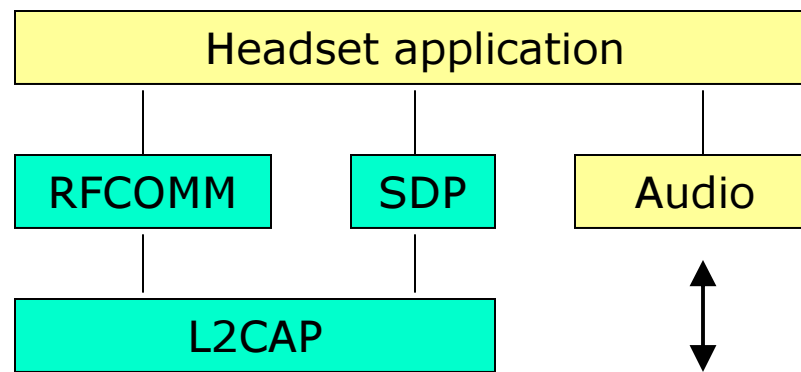 Headset application
RFCOMM
SDP
Audio
L2CAP